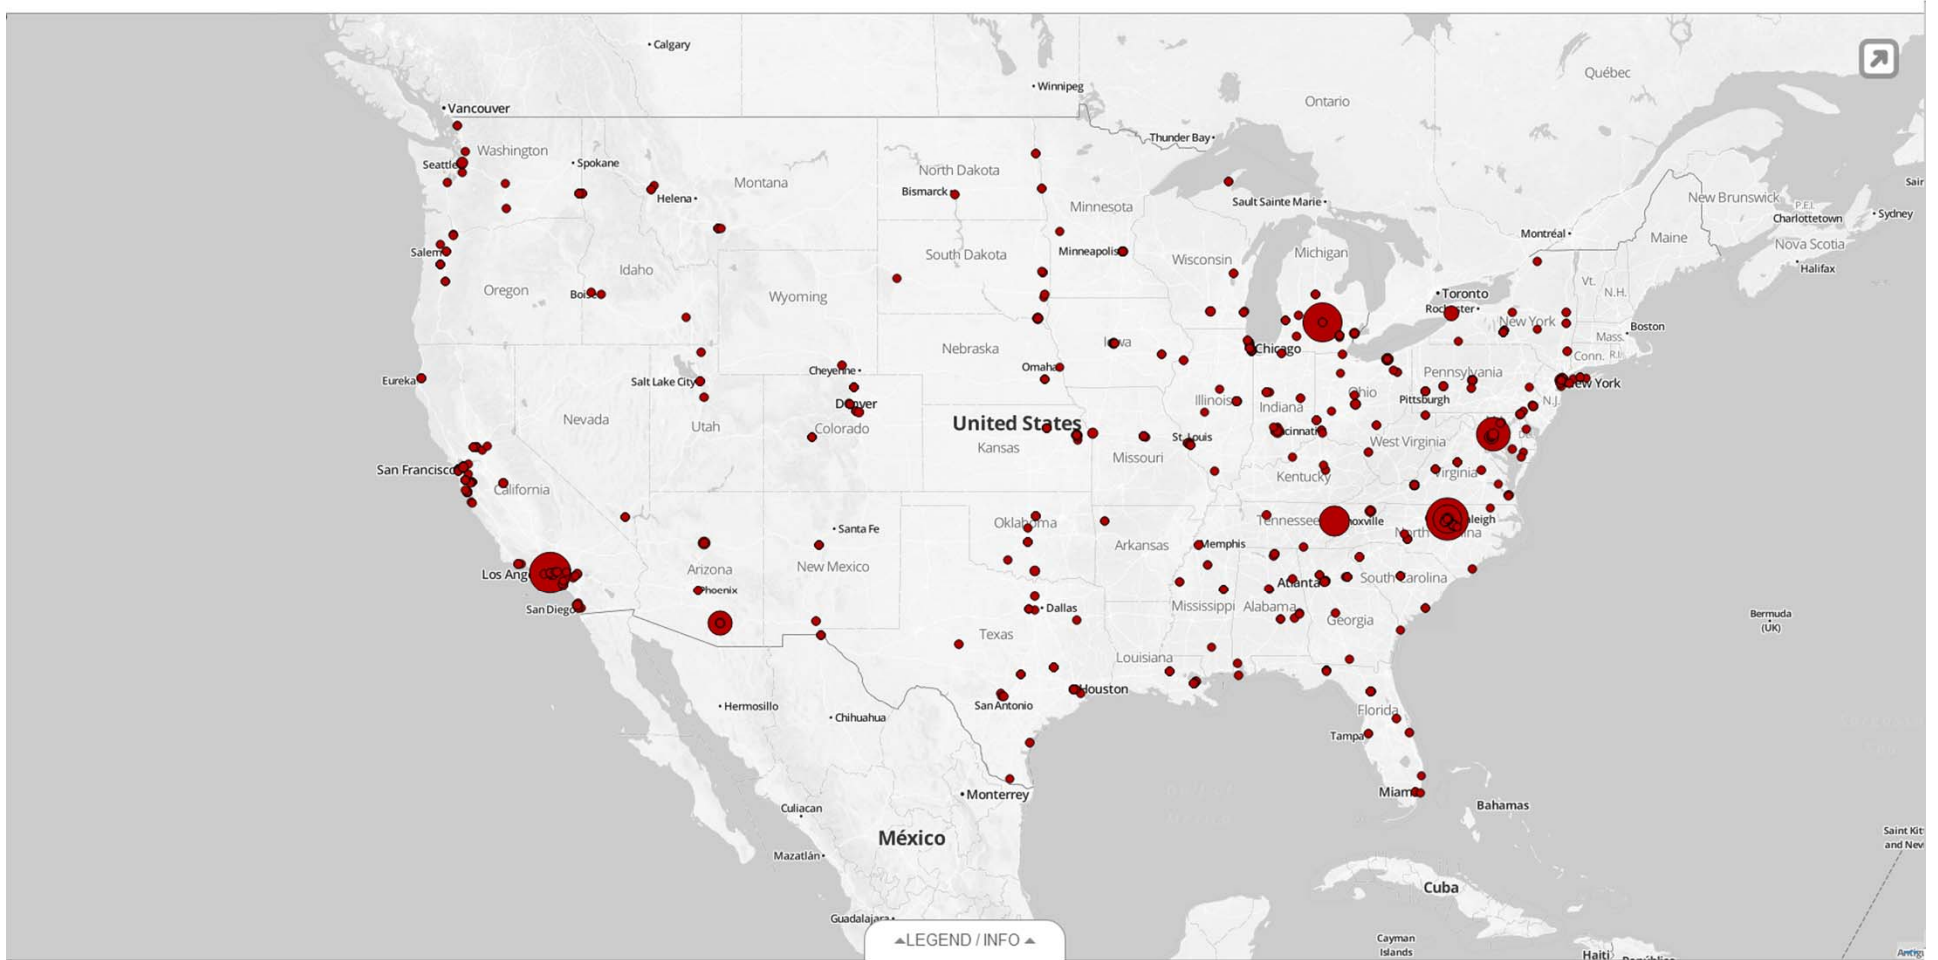 Calgary
Winnipeg
Québec
Ontario
Vancouver
Thunder Bay
Washington
Seattle
Spokane
North Dakota
Montana
Bismarck
Helena
Minnesota
Sault Sainte Marie
New Brunswick
P.E.I.
Charlottetown
Sydney
Montréal
Maine
Nova Scotia
Halifax
Salem
Minneapolis
Michigan
South Dakota
Wisconsin
Idaho
Oregon
Wyoming
Vt.
N.H.
Toronto
New York
Boston
Mass.
Nebraska
Iowa
Chicago
Conn.
R.I.
Omaha
Cheyenne
Pennsylvania
Eureka
Salt Lake City
New York
Ohio
Illinois
Indiana
Pittsburgh
N.J.
Denver
Nevada
Utah
Colorado
United States
Kansas
St. Louis
West Virginia
Missouri
San Francisco
California
Kentucky
Virginia
Santa Fe
Oklahoma
Tennessee
Arkansas
Memphis
Los Ang
Arizona
New Mexico
Phoenix
Atlanta
South Carolina
San Diego
Dallas
Mississippi
Alabama
Georgia
Bermuda
(UK)
Texas
Louisiana
Houston
San Antonio
Hermosillo
Chihuahua
Florida
Tampa
Miami
Monterrey
Culiacan
Bahamas
México
Mazatlán
Cuba
Saint Kit
and Nev
Guadalajara
LEGEND / INFO
Cayman
Islands
Haiti